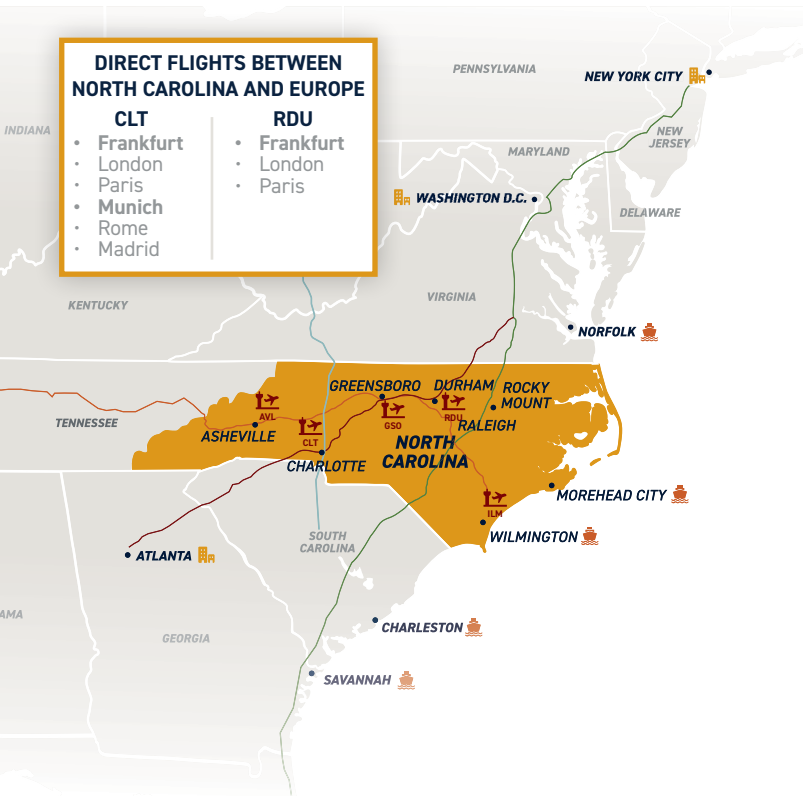 DIRECT FLIGHTS BETWEEN
NORTH CAROLINA AND EUROPE
CLT
• Frankfurt
• London
• Paris
• Munich
• Rome
• Madrid
RDU
• Frankfurt
• London
• Paris
PENNSYLVANIA
NEW YORK CITY
INDIANA
NEW
JERSEY
MARYLAND
WASHINGTON D.C.
DELAWARE
VIRGINIA
KENTUCKY
NORFOLK
GREENSBORO
DURHAM
ROCKY
MOUNT
AVL
GSO
RDU
TENNESSEE
ASHEVILLE
CLT
RALEIGH
NORTH
CAROLINA
CHARLOTTE
MOREHEAD CITY
ILM
WILMINGTON
SOUTH
CAROLINA
ATLANTA
AMA
CHARLESTON
GEORGIA
SAVANNAH